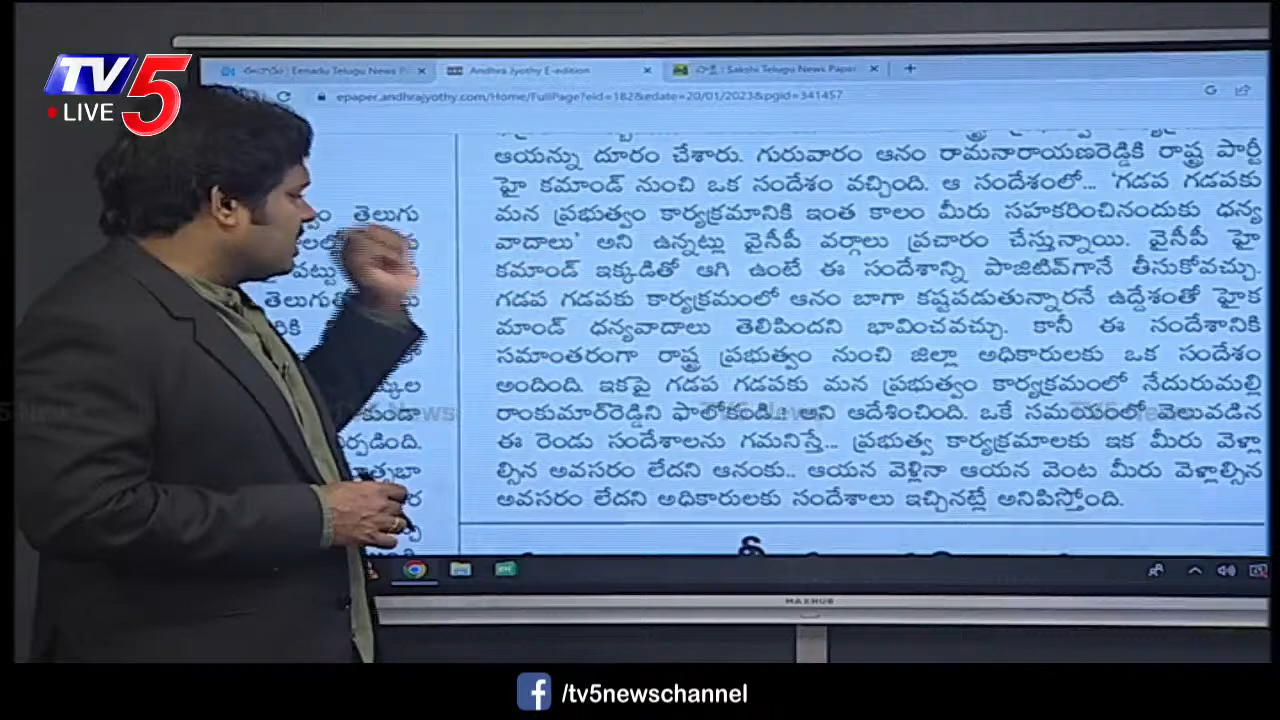 TV5
LIVE
Eenadu Telugu News
Andhra Jyothy E-edition
సాక్షి : Sakshi Telugu News Paper
epaper.andhrajyothy.com/Home/FullPage?eid=182&edate=20/01/2023&pgid=341457
ఆయన్ను దూరం చేశారు. గురువారం ఆనం రామనారాయణరెడ్డికి రాష్ట్ర పార్టీ
హై కమాండ్ నుంచి ఒక సందేశం వచ్చింది. ఆ సందేశంలో... 'గడప గడపకు
మన ప్రభుత్వం కార్యక్రమానికి ఇంత కాలం మీరు సహకరించినందుకు ధన్య
వాదాలు' అని ఉన్నట్లు వైసీపీ వర్గాలు ప్రచారం చేస్తున్నాయి. వైసీపీ హై
కమాండ్ ఇక్కడితో ఆగి ఉంటే ఈ సందేశాన్ని పాజిటివ్‌గానే తీసుకోవచ్చు.
గడప గడపకు కార్యక్రమంలో ఆనం బాగా కష్టపడుతున్నారనే ఉద్దేశంతో హైక
మాండ్ ధన్యవాదాలు తెలిపిందని భావించవచ్చు. కానీ ఈ సందేశానికి
సమాంతరంగా రాష్ట్ర ప్రభుత్వం నుంచి జిల్లా అధికారులకు ఒక సందేశం
అందింది. ఇకపై గడప గడపకు మన ప్రభుత్వం కార్యక్రమంలో నేదురుమల్లి
రాంకుమార్‌రెడ్డిని ఫాలోకండి..! అని ఆదేశించింది. ఒకే సమయంలో వెలువడిన
ఈ రెండు సందేశాలను గమనిస్తే... ప్రభుత్వ కార్యక్రమాలకు ఇక మీరు వెళ్లా
ల్సిన అవసరం లేదని ఆనంకు.. ఆయన వెళ్లినా ఆయన వెంట మీరు వెళ్లాల్సిన
అవసరం లేదని అధికారులకు సందేశాలు ఇచ్చినట్లే అనిపిస్తోంది.
తెలుగు
MAXHUB
/tv5newschannel